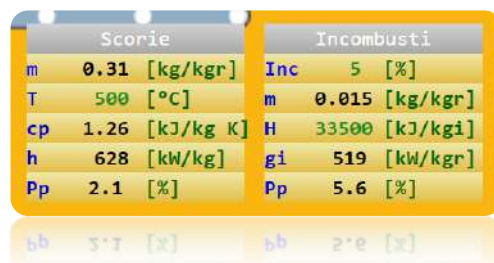 Scorie Incombusti
m 0.31 [kg/kgr] Inc 5 [%]
T 500 [°C] m 0.015 [kg/kgr]
cp 1.26 [kJ/kg K] H 33500 [kJ/kgi]
h 628 [kW/kg] gi 519 [kW/kgr]
Pp 2.1 [%] Pp 5.6 [%]